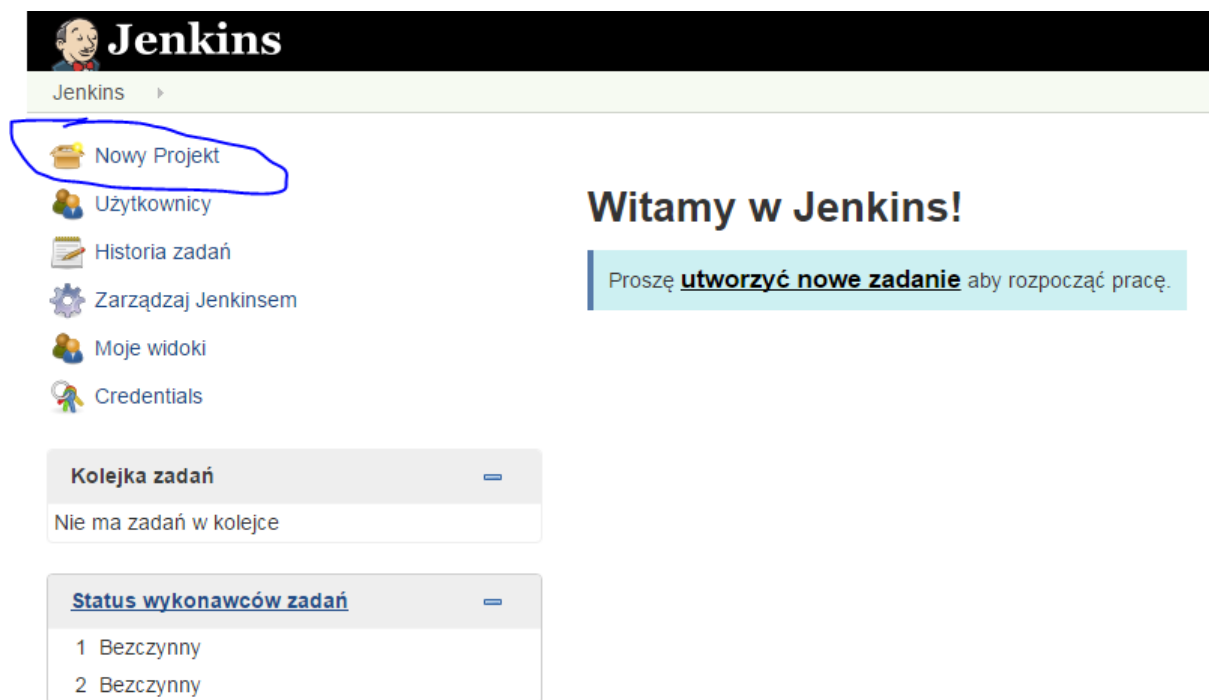 Jenkins
Jenkins
Nowy Projekt
Użytkownicy
Historia zadań
Zarządzaj Jenkinsem
Moje widoki
Credentials
Witamy w Jenkins!
Proszę utworzyć nowe zadanie aby rozpocząć pracę.
Kolejka zadań
Nie ma zadań w kolejce
Status wykonawców zadań
1 Bezczynny
2 Bezczynny